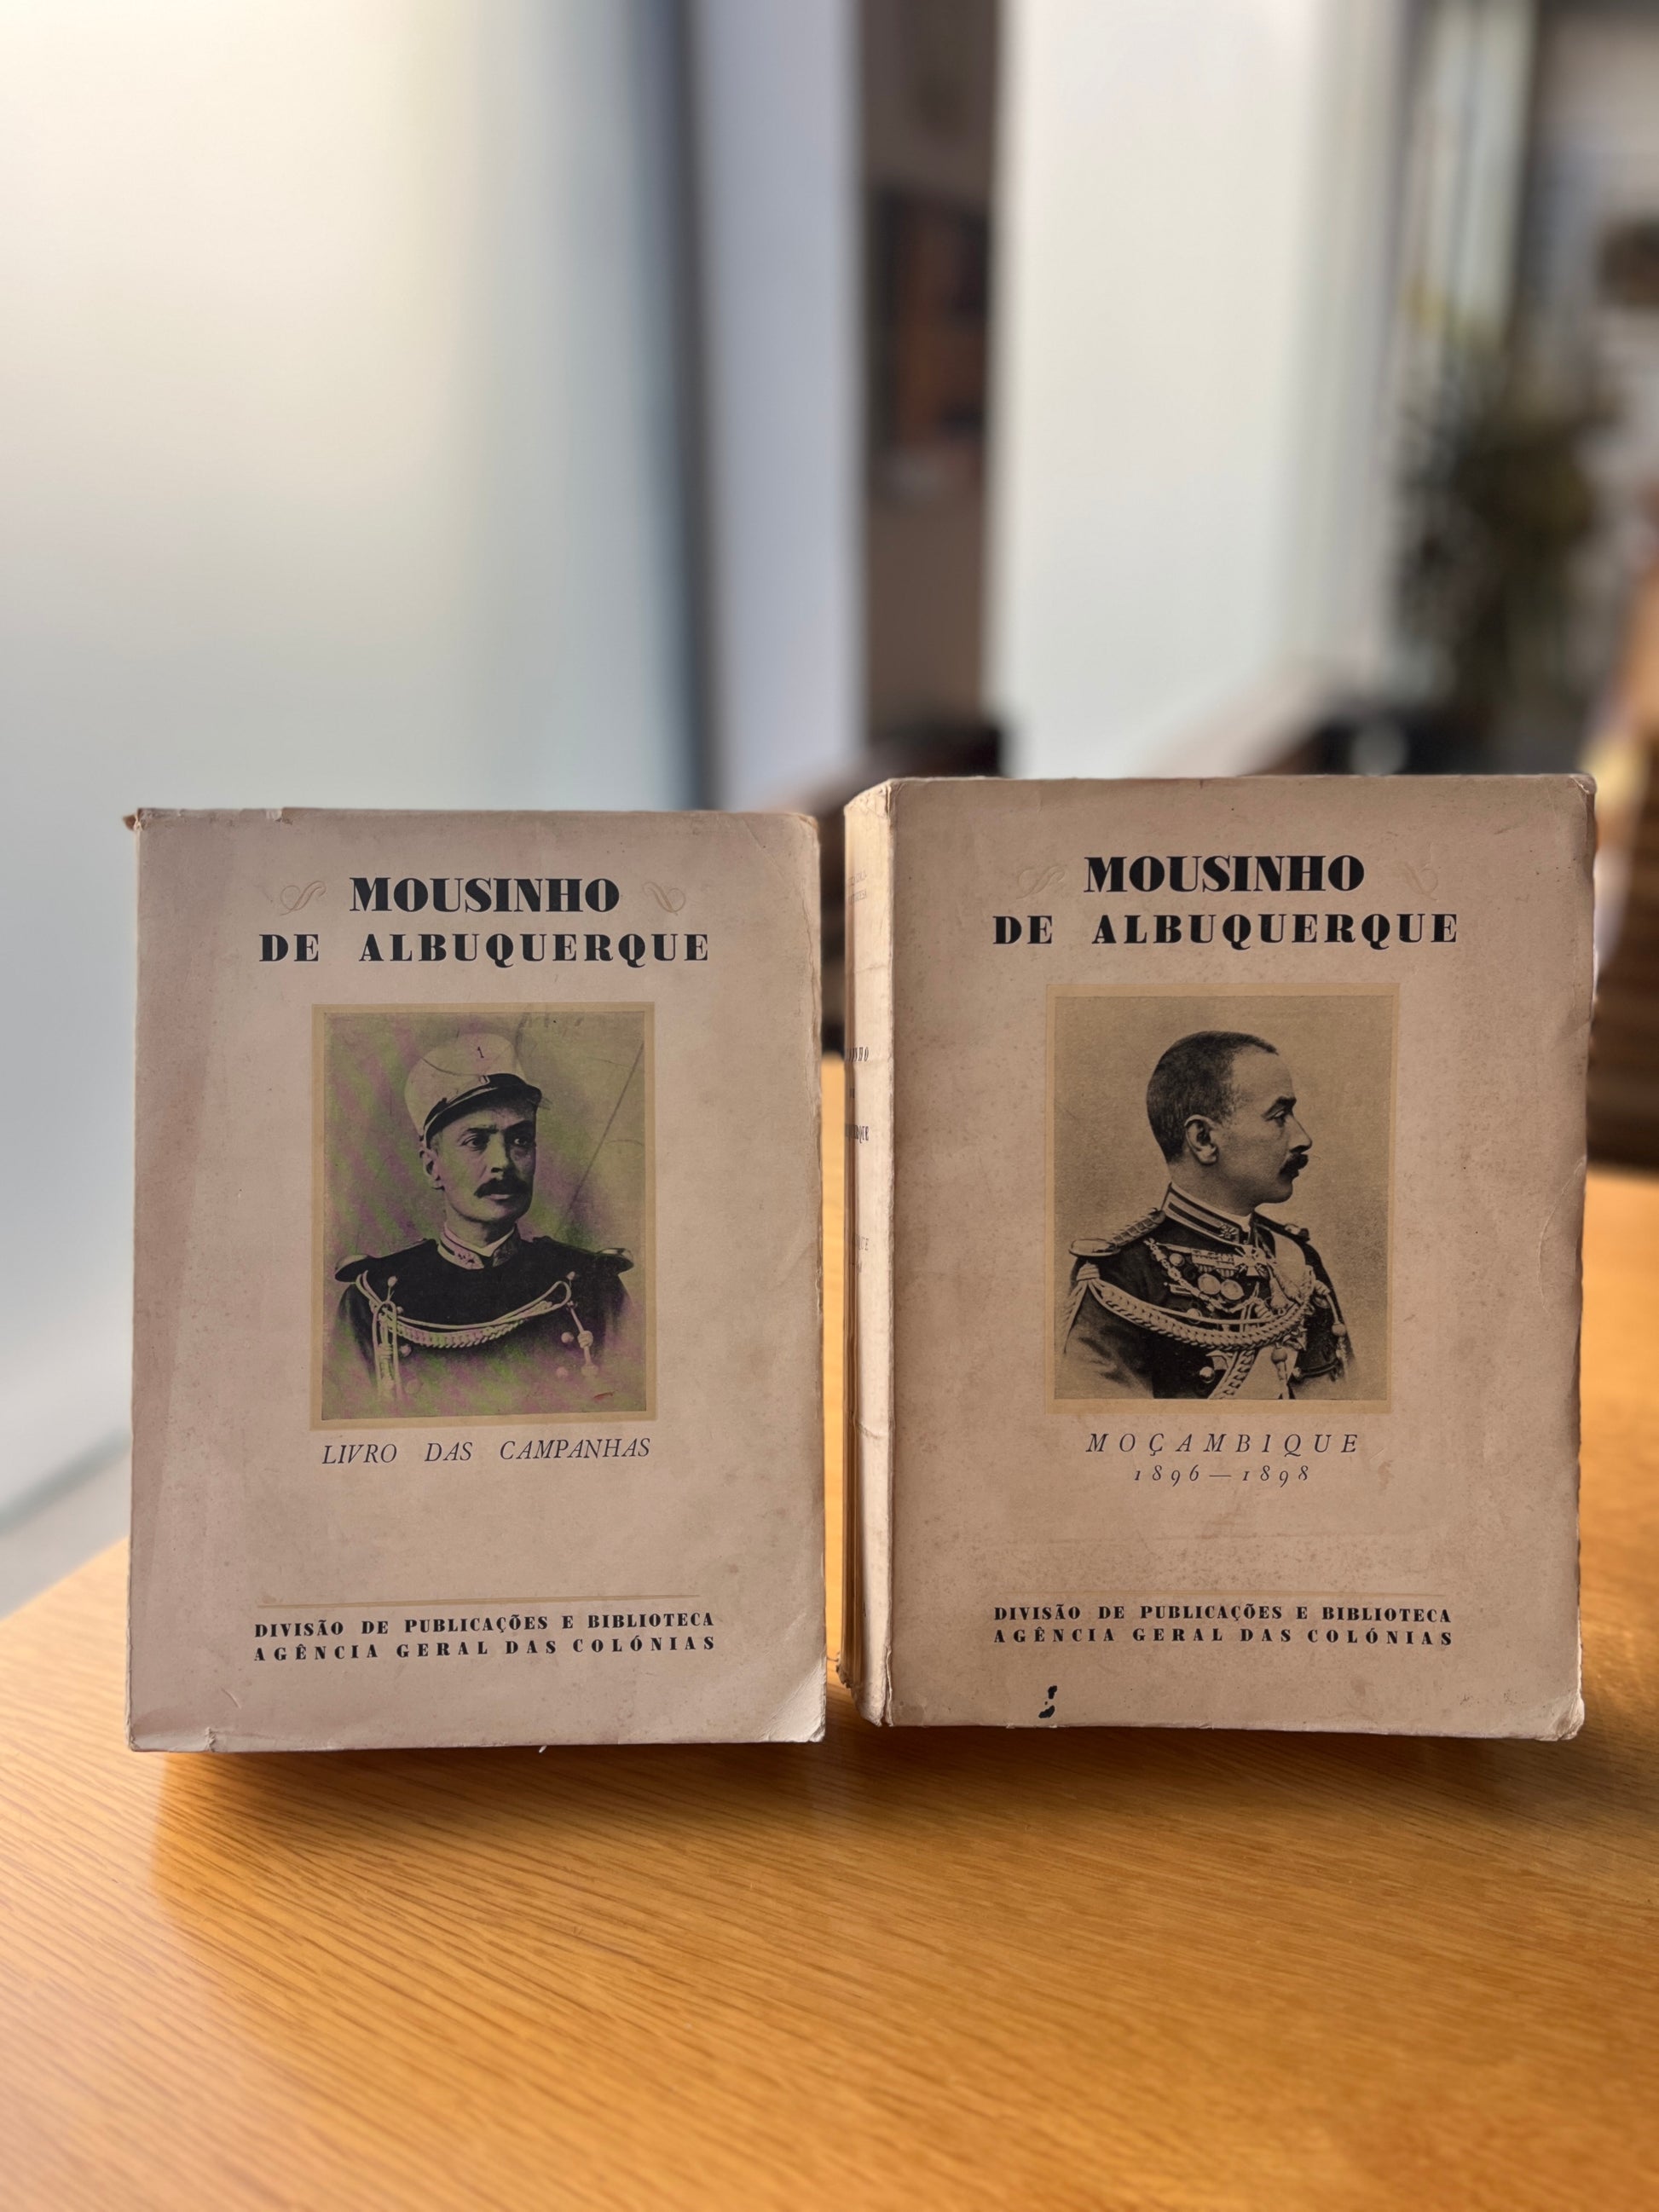 MOUSINHO
DE ALBUQUERQUE
1
LIVRO DAS CAMPANHAS
DIVISÃO DE PUBLICAÇÕES E BIBLIOTECA
AGÊNCIA GERAL DAS COLÓNIAS
MOUSINHO
DE ALBUQUERQUE
MOÇAMBIQUE
1896—1898
DIVISÃO DE PUBLICAÇÕES E BIBLIOTECA
AGÊNCIA GERAL DAS COLÓNIAS